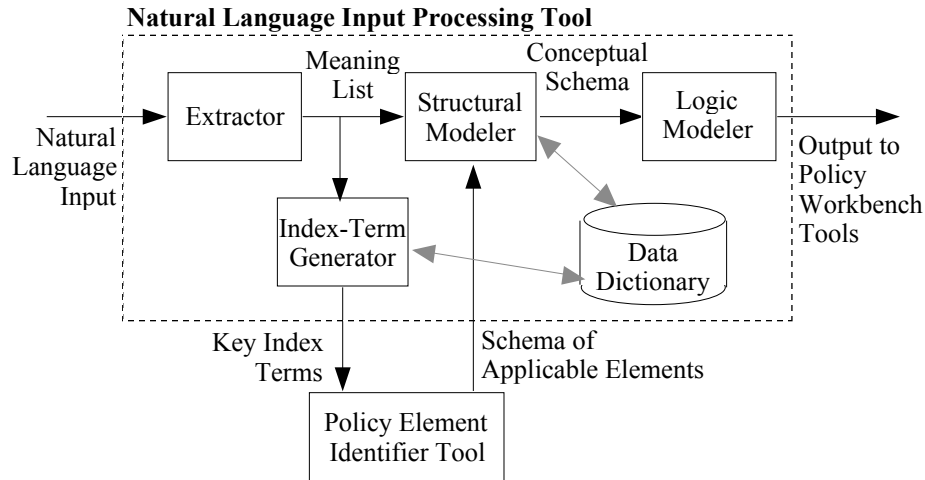 Natural Language Input Processing Tool
Meaning
List
Conceptual
Schema
Extractor
Structural
Modeler
Logic
Modeler
Natural
Language
Input
Output to
Policy
Workbench
Tools
Index-Term
Generator
Data
Dictionary
Key Index
Terms
Schema of
Applicable Elements
Policy Element
Identifier Tool